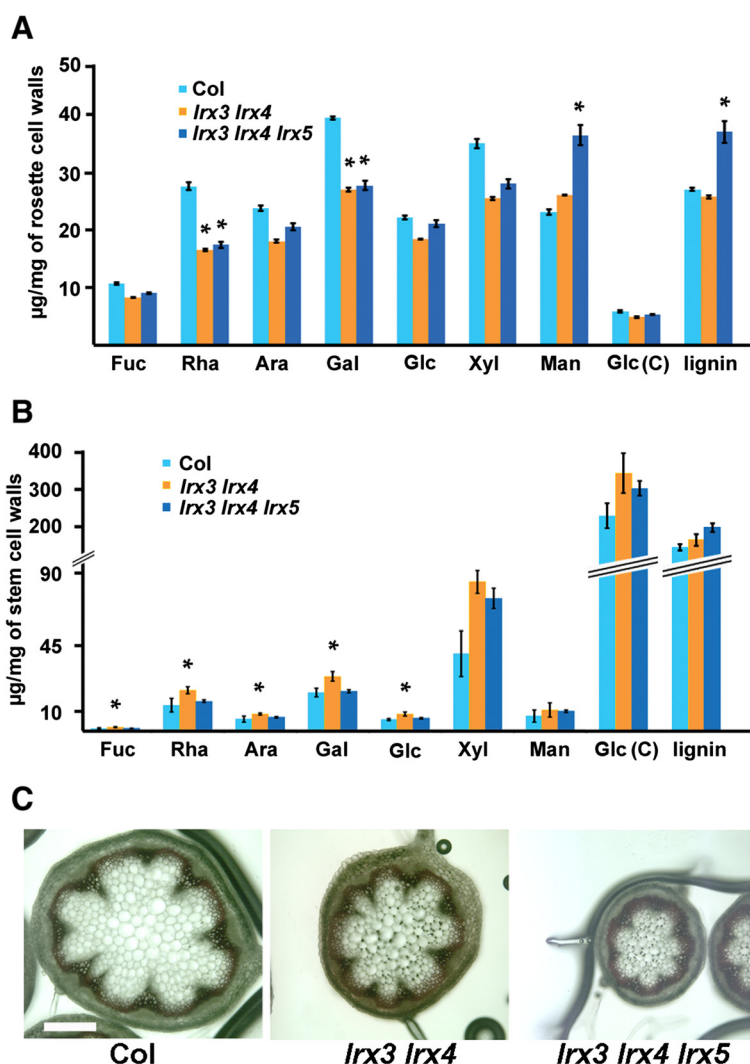 A
50
40
30
20
10
µg/mg of rosette cell walls
Col
lrx3 lrx4
lrx3 lrx4 lrx5
* * * * * *
Fuc Rha Ara Gal Glc Xyl Man Glc (C) lignin
B
400
300
200
90
45
10
µg/mg of stem cell walls
Col
lrx3 lrx4
lrx3 lrx4 lrx5
* * * * *
Fuc Rha Ara Gal Glc Xyl Man Glc (C) lignin
C
Col lrx3 lrx4 lrx3 lrx4 lrx5